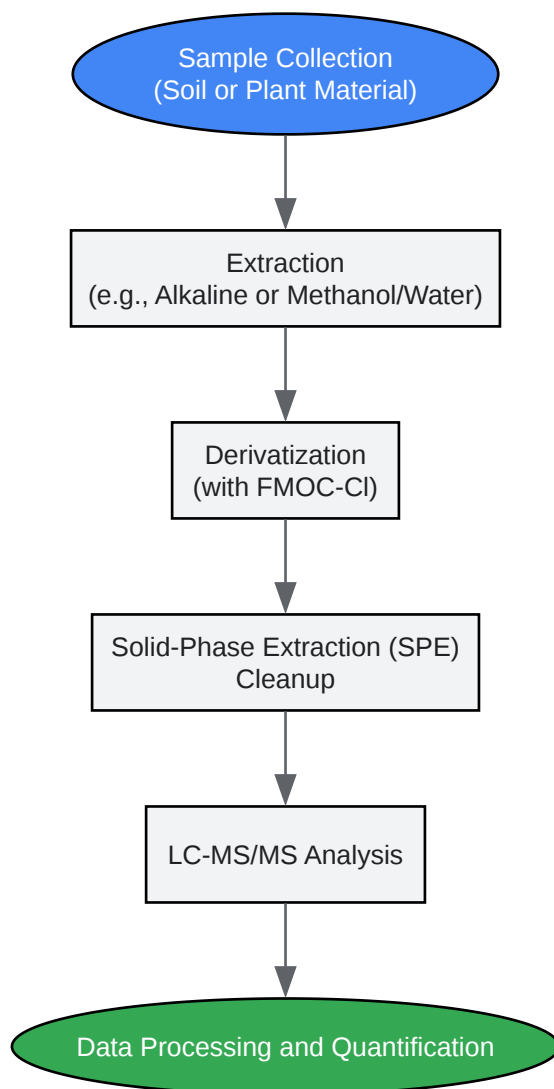 Sample Collection
(Soil or Plant Material)
Extraction
(e.g., Alkaline or Methanol/Water)
Derivatization
(with FMOC-Cl)
Solid-Phase Extraction (SPE)
Cleanup
LC-MS/MS Analysis
Data Processing and Quantification